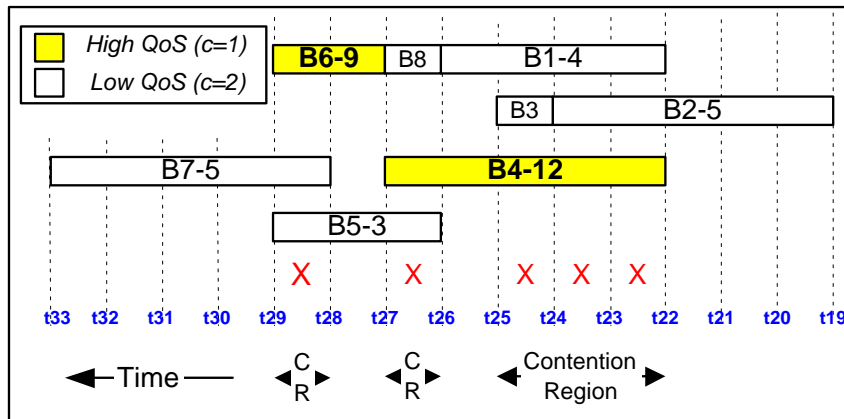 High QoS (c=1)
Low QoS (c=2)
B6-9 B8 B1-4
B3 B2-5
B7-5 B4-12
B5-3
X X X X X
t33 t32 t31 t30 t29 t28 t27 t26 t25 t24 t23 t22 t21 t20 t19
Time C R C R Contention
Region